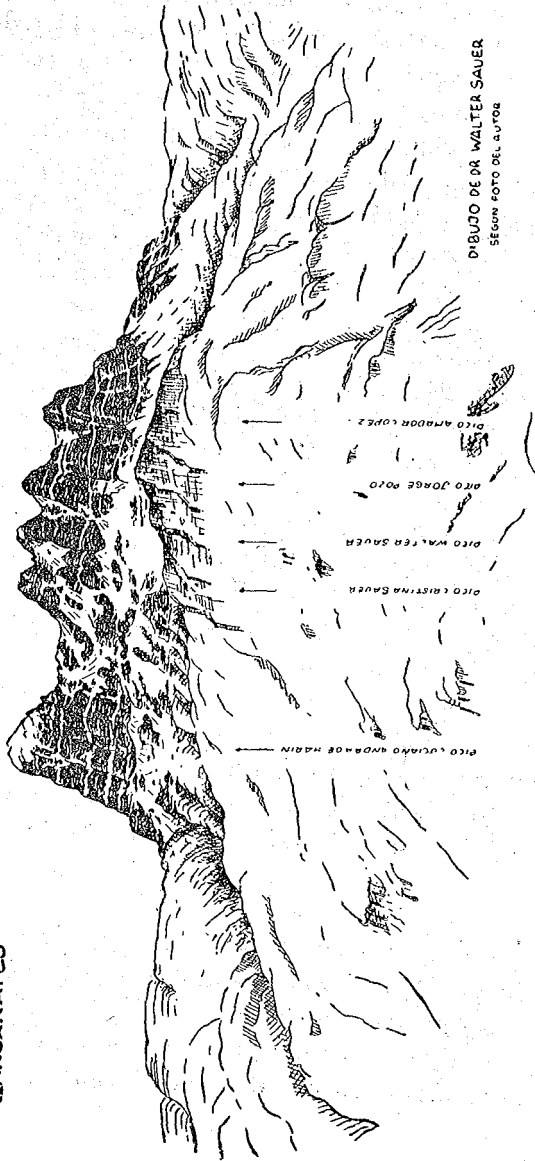 LLANGANATES
PICO LUCIANO ANDRADE MARIN
PICO CRISTINA SAUER
PICO WALTER SAUER
PICO JORGE POZO
PICO AMADOR LOPEZ
DIBUJO DE DR WALTER SAUER
SEGUN FOTO DEL AUTOR